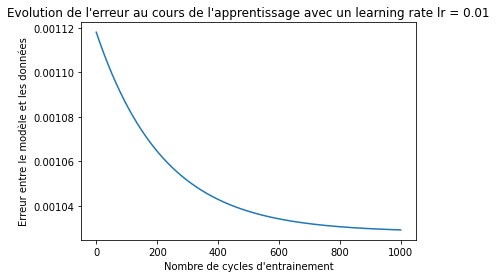 Evolution de l'erreur au cours de l'apprentissage avec un learning rate lr = 0.01
Erreur entre le modèle et les données
0.00112
0.00110
0.00108
0.00106
0.00104
0 200 400 600 800 1000
Nombre de cycles d'entrainement